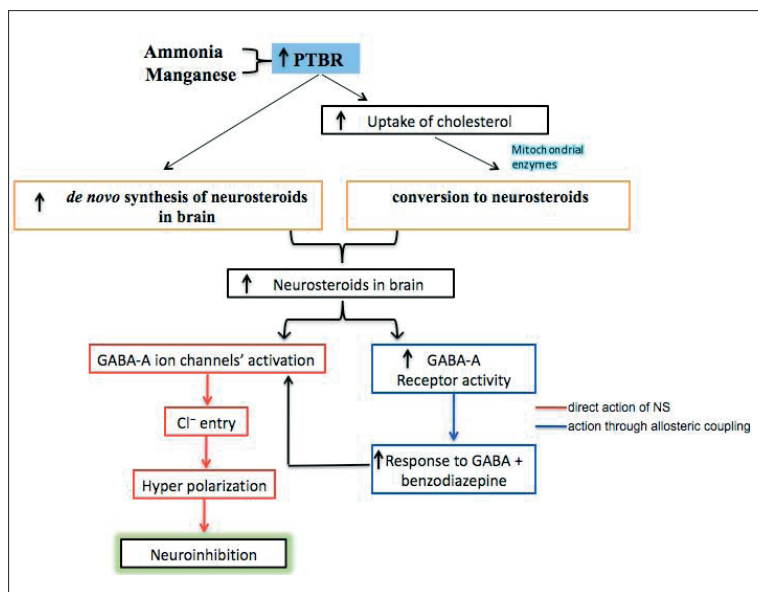 Ammonia
Manganese
↑ PTBR
↑ Uptake of cholesterol
Mitochondrial
enzymes
↑ de novo synthesis of neurosteroids
in brain
conversion to neurosteroids
↑ Neurosteroids in brain
GABA-A ion channels' activation
↑ GABA-A
Receptor activity
direct action of NS
action through allosteric coupling
Cl⁻ entry
↑ Response to GABA +
benzodiazepine
Hyper polarization
Neuroinhibition